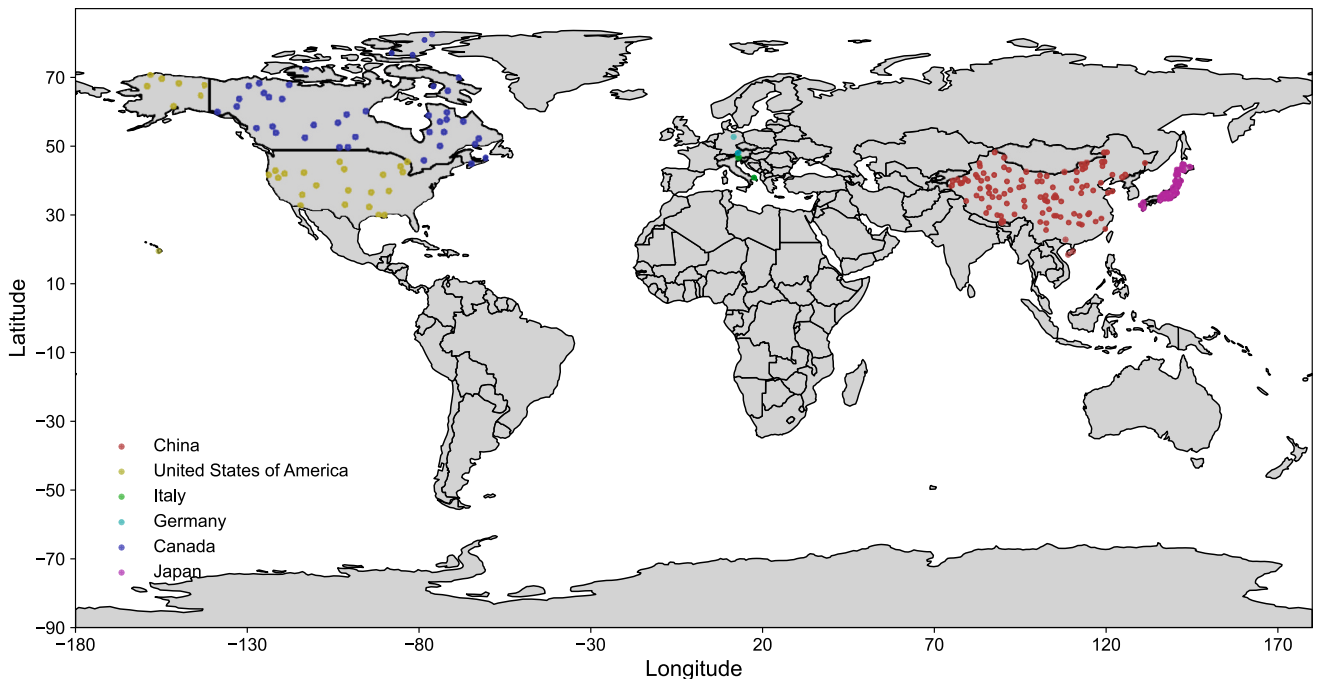 Latitude
70
50
30
10
−10
−30
−50
−70
−90
China
United States of America
Italy
Germany
Canada
Japan
−180
−130
−80
−30
20
70
120
170
Longitude